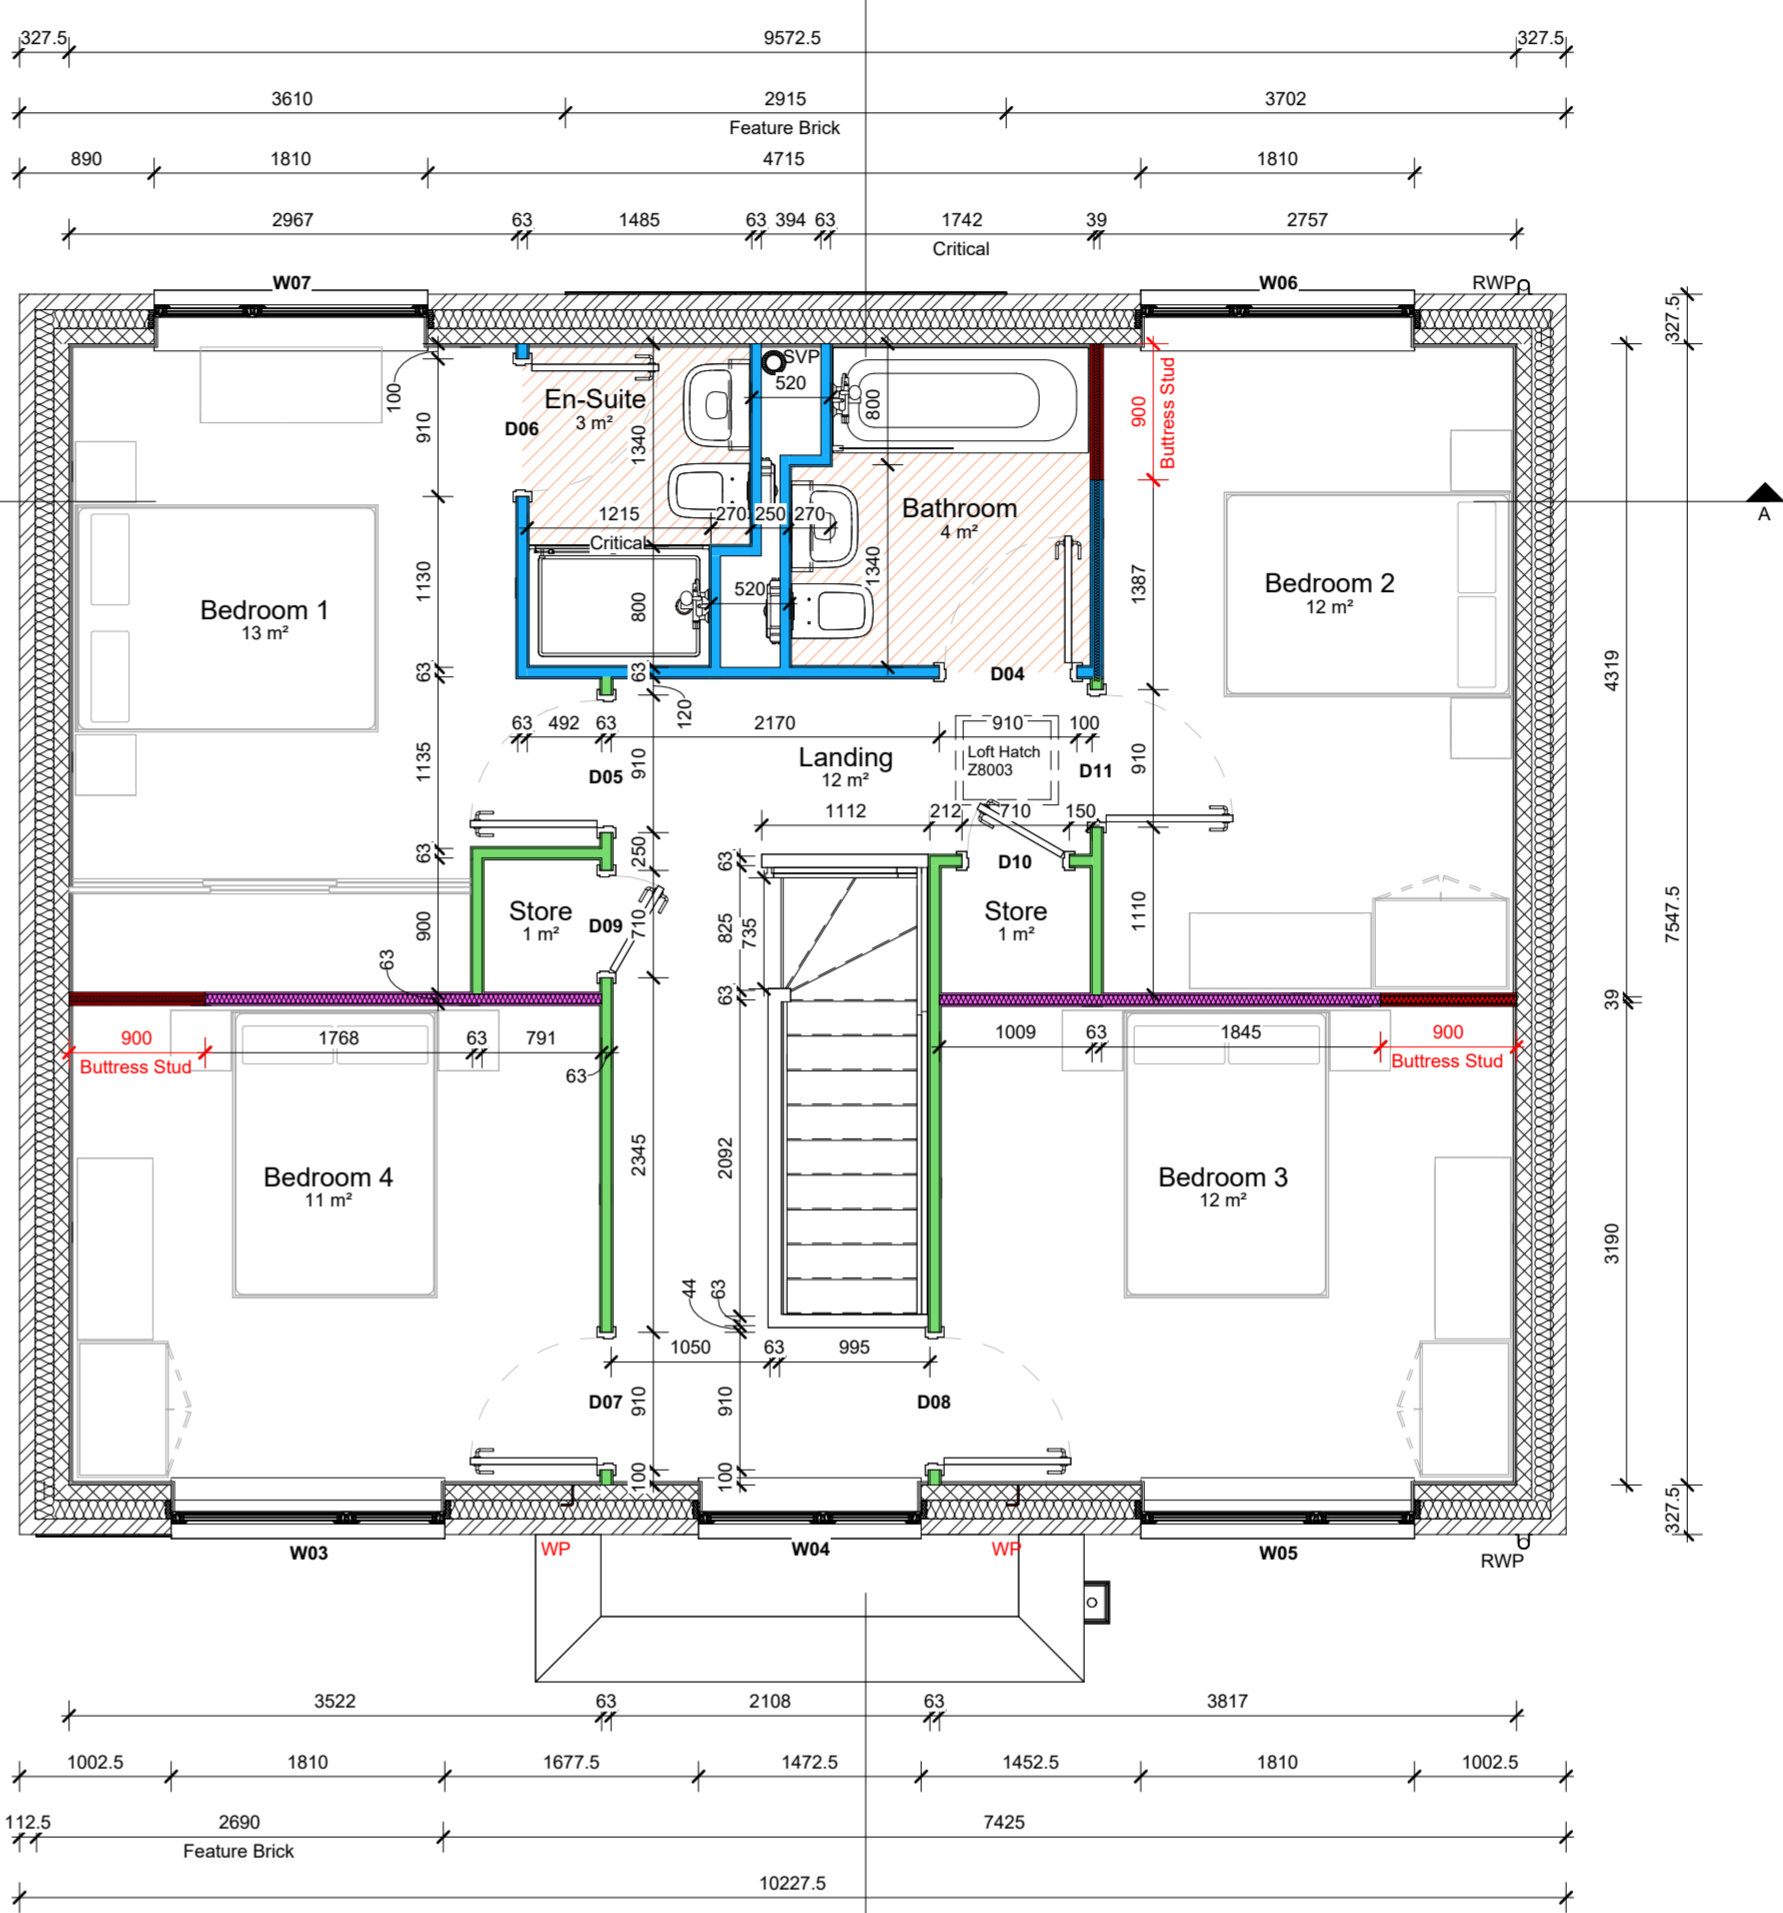 327.5 9572.5 327.5
3610 2915 3702
Feature Brick
890 1810 4715 1810
2967 63 1485 63 394 63 1742 39 2757
Critical
W07 W06 RWP
327.5
SVP
520
100
910
D06
En-Suite
3 m²
1340
800
900
Buttress Stud
Bathroom
4 m²
A
1215 270 250 270
Critical
1130
800
520
1340
1387
Bedroom 1
13 m²
Bedroom 2
12 m²
4319
63
63
D04
120
63 492 63 2170 910 100
1135
D05
910
Landing
12 m²
Loft Hatch
Z8003
D11
910
1112 212 710 150
63
250
63
D10
Store
1 m²
D09
710
900
63
825
735
Store
1 m²
1110
7547.5
63
39
900
Buttress Stud
1768 63 791
63
1009 63 1845
900
Buttress Stud
2345
2092
Bedroom 4
11 m²
Bedroom 3
12 m²
3190
44
63
1050 63 995
D07
910
910
D08
100
100
327.5
W03
WP
W04
WP
W05
RWP
3522 63 2108 63 3817
1002.5 1810 1677.5 1472.5 1452.5 1810 1002.5
112.5 2690 7425
Feature Brick
10227.5